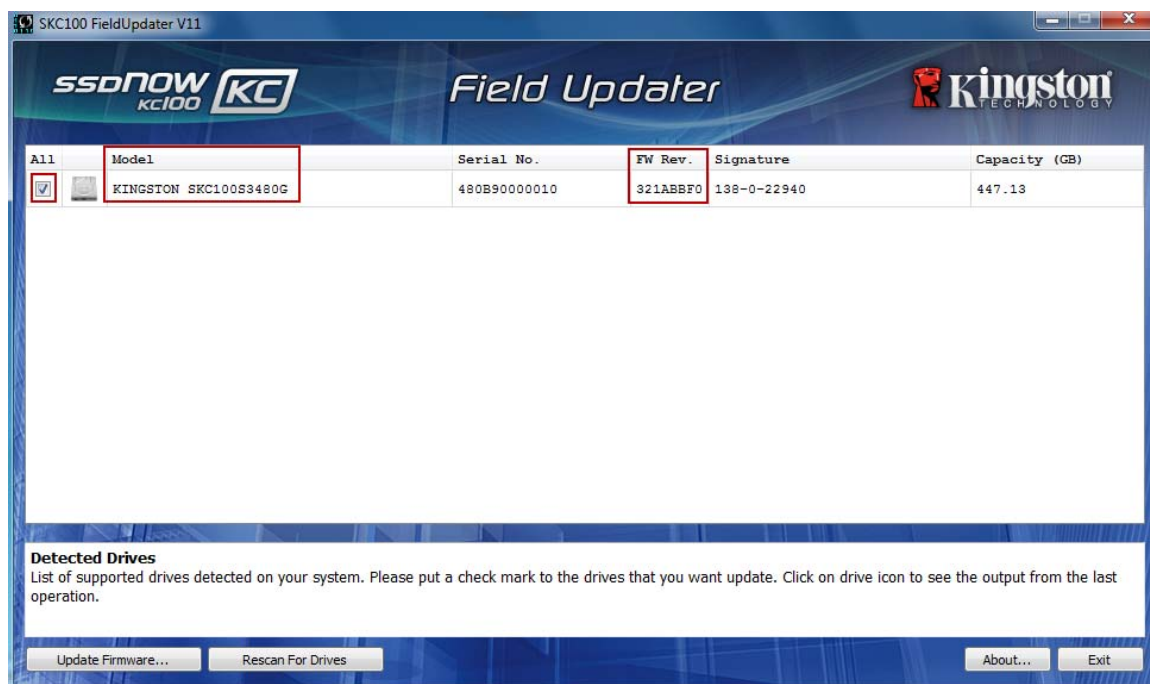 SKC100 FieldUpdater V11
SSDNOW KC100 KC
Field Updater
Kingston
TECHNOLOGY
All Model Serial No. FW Rev. Signature Capacity (GB)
KINGSTON SKC100S3480G 480B90000010 321ABBF0 138-0-22940 447.13
Detected Drives
List of supported drives detected on your system. Please put a check mark to the drives that you want update. Click on drive icon to see the output from the last
operation.
Update Firmware... Rescan For Drives About... Exit